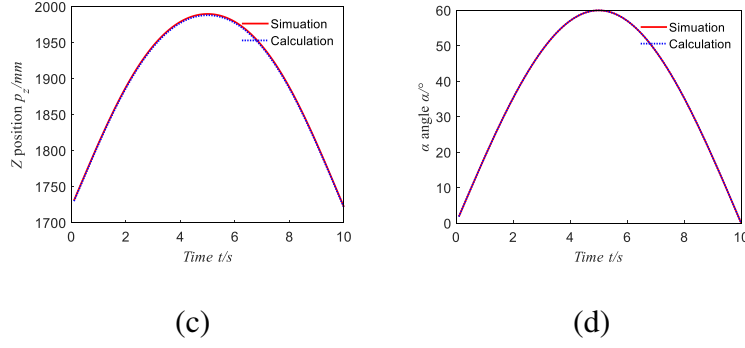 2000
1950
1900
1850
1800
1750
1700
Z position p_z/mm
0 2 4 6 8 10
Time t/s
Simuation
Calculation
(c)
60
50
40
30
20
10
0
α angle α/°
0 2 4 6 8 10
Time t/s
Simuation
Calculation
(d)